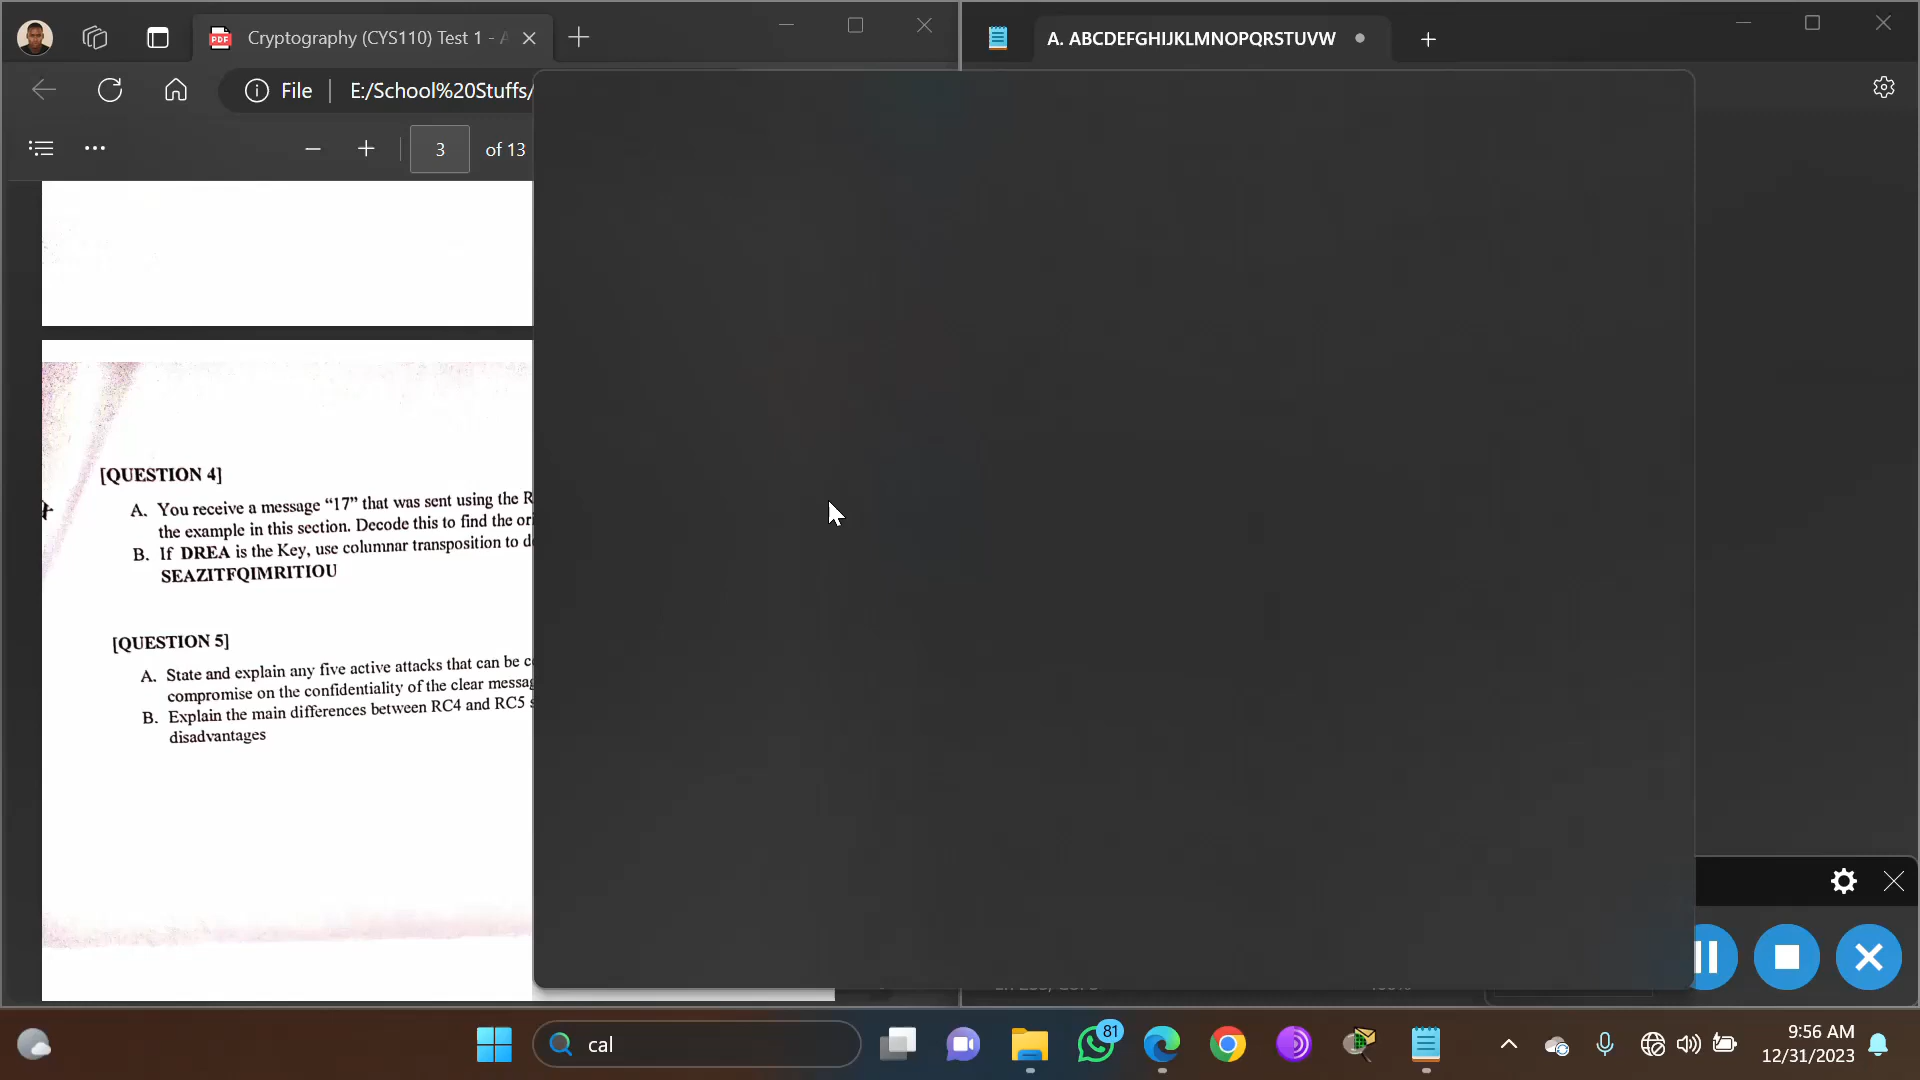 Cryptography (CYS110) Test 1 - A
A. ABCDEFGHIJKLMNOPQRSTUVW
File
E:/School%20Stuffs/
3
of 13
[QUESTION 4]
A. You receive a message “17” that was sent using the R
the example in this section. Decode this to find the ori
B. If DREA is the Key, use columnar transposition to de
SEAZITFQIMRITIOU
[QUESTION 5]
A. State and explain any five active attacks that can be co
compromise on the confidentiality of the clear messag
B. Explain the main differences between RC4 and RC5 s
disadvantages
cal
81
9:56 AM
12/31/2023